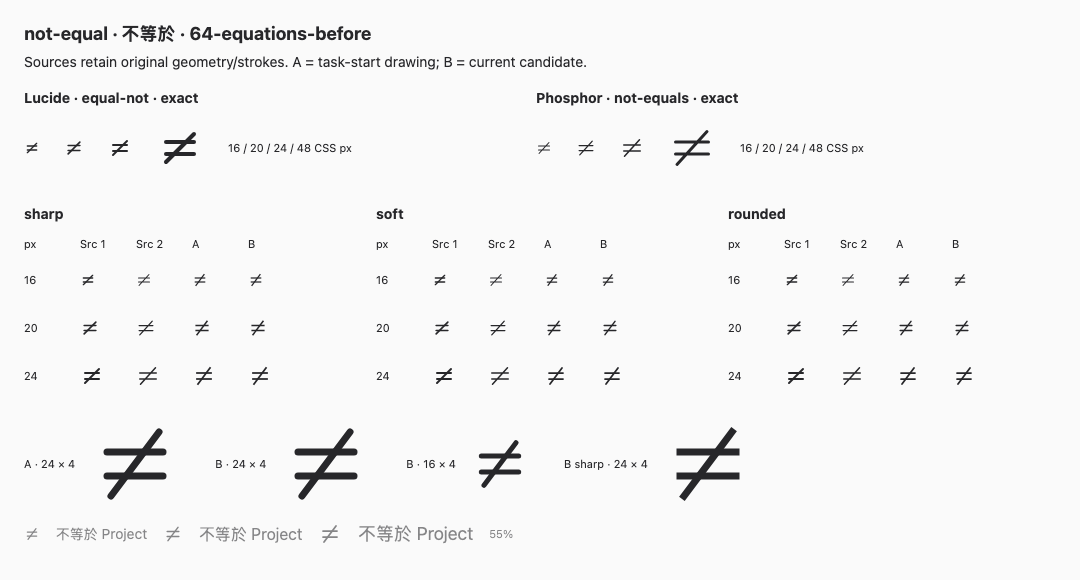 not-equal · 不等於 · 64-equations-before
Sources retain original geometry/strokes. A = task-start drawing; B = current candidate.
Lucide · equal-not · exact
Phosphor · not-equals · exact
16 / 20 / 24 / 48 CSS px
16 / 20 / 24 / 48 CSS px
sharp
soft
rounded
px Src 1 Src 2 A B
px Src 1 Src 2 A B
px Src 1 Src 2 A B
16
16
16
20
20
20
24
24
24
A · 24 × 4
B · 24 × 4
B · 16 × 4
B sharp · 24 × 4
不等於 Project
不等於 Project
不等於 Project
55%